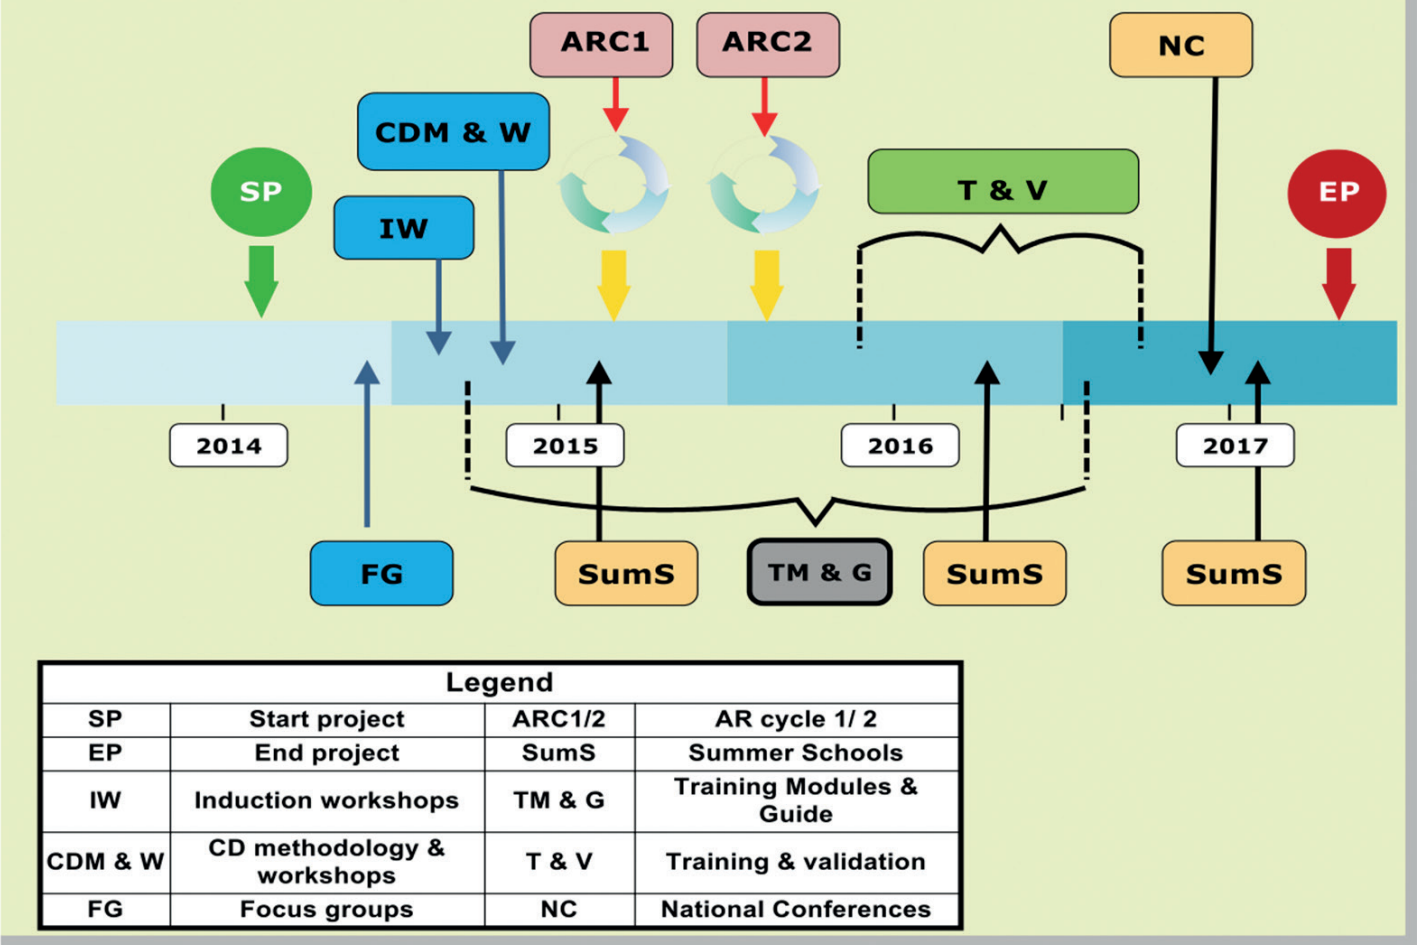 ARC1
ARC2
NC
CDM & W
SP
T & V
EP
IW
2014
2015
2016
2017
FG
SumS
TM & G
SumS
SumS
Legend
SP Start project ARC1/2 AR cycle 1/ 2
EP End project SumS Summer Schools
IW Induction workshops TM & G Training Modules &
Guide
CDM & W CD methodology &
workshops T & V Training & validation
FG Focus groups NC National Conferences